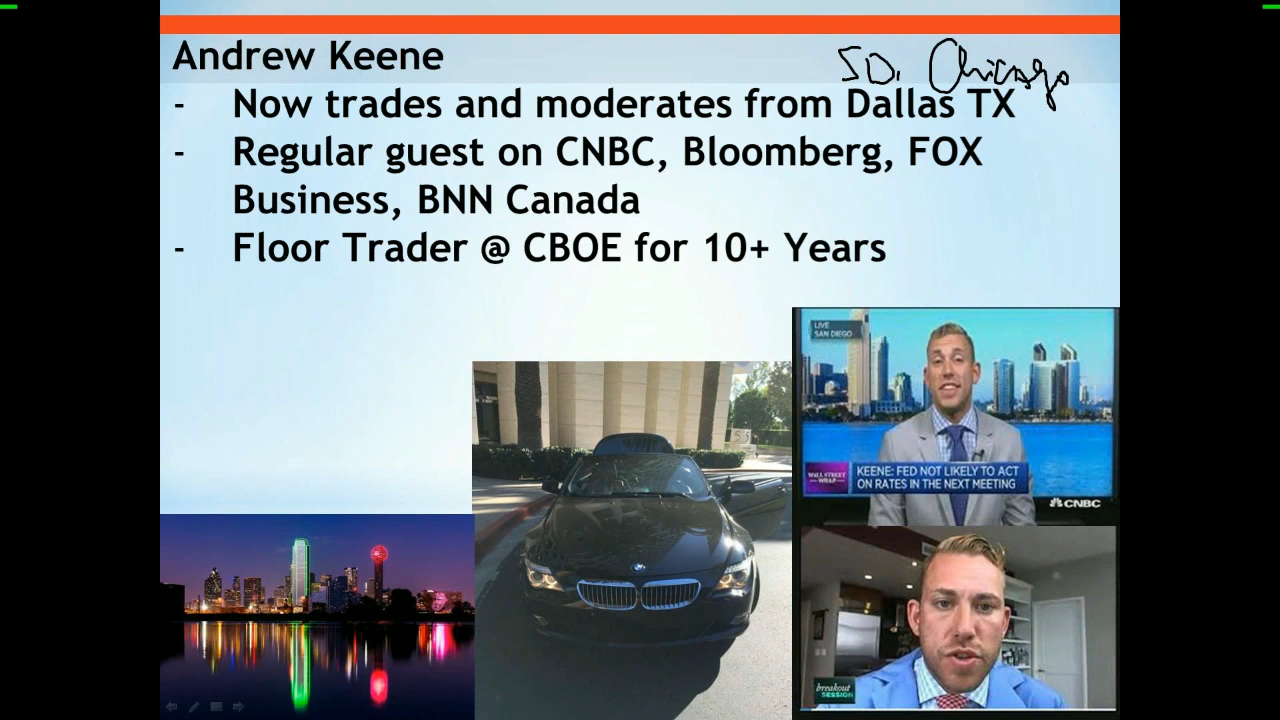 Andrew Keene
SD, Chicago
- Now trades and moderates from Dallas TX
- Regular guest on CNBC, Bloomberg, FOX
Business, BNN Canada
- Floor Trader @ CBOE for 10+ Years
LIVE
SAN DIEGO
WALL STREET
WRAP
KEENE: FED NOT LIKELY TO ACT
ON RATES IN THE NEXT MEETING
CNBC
breakout
SESSION